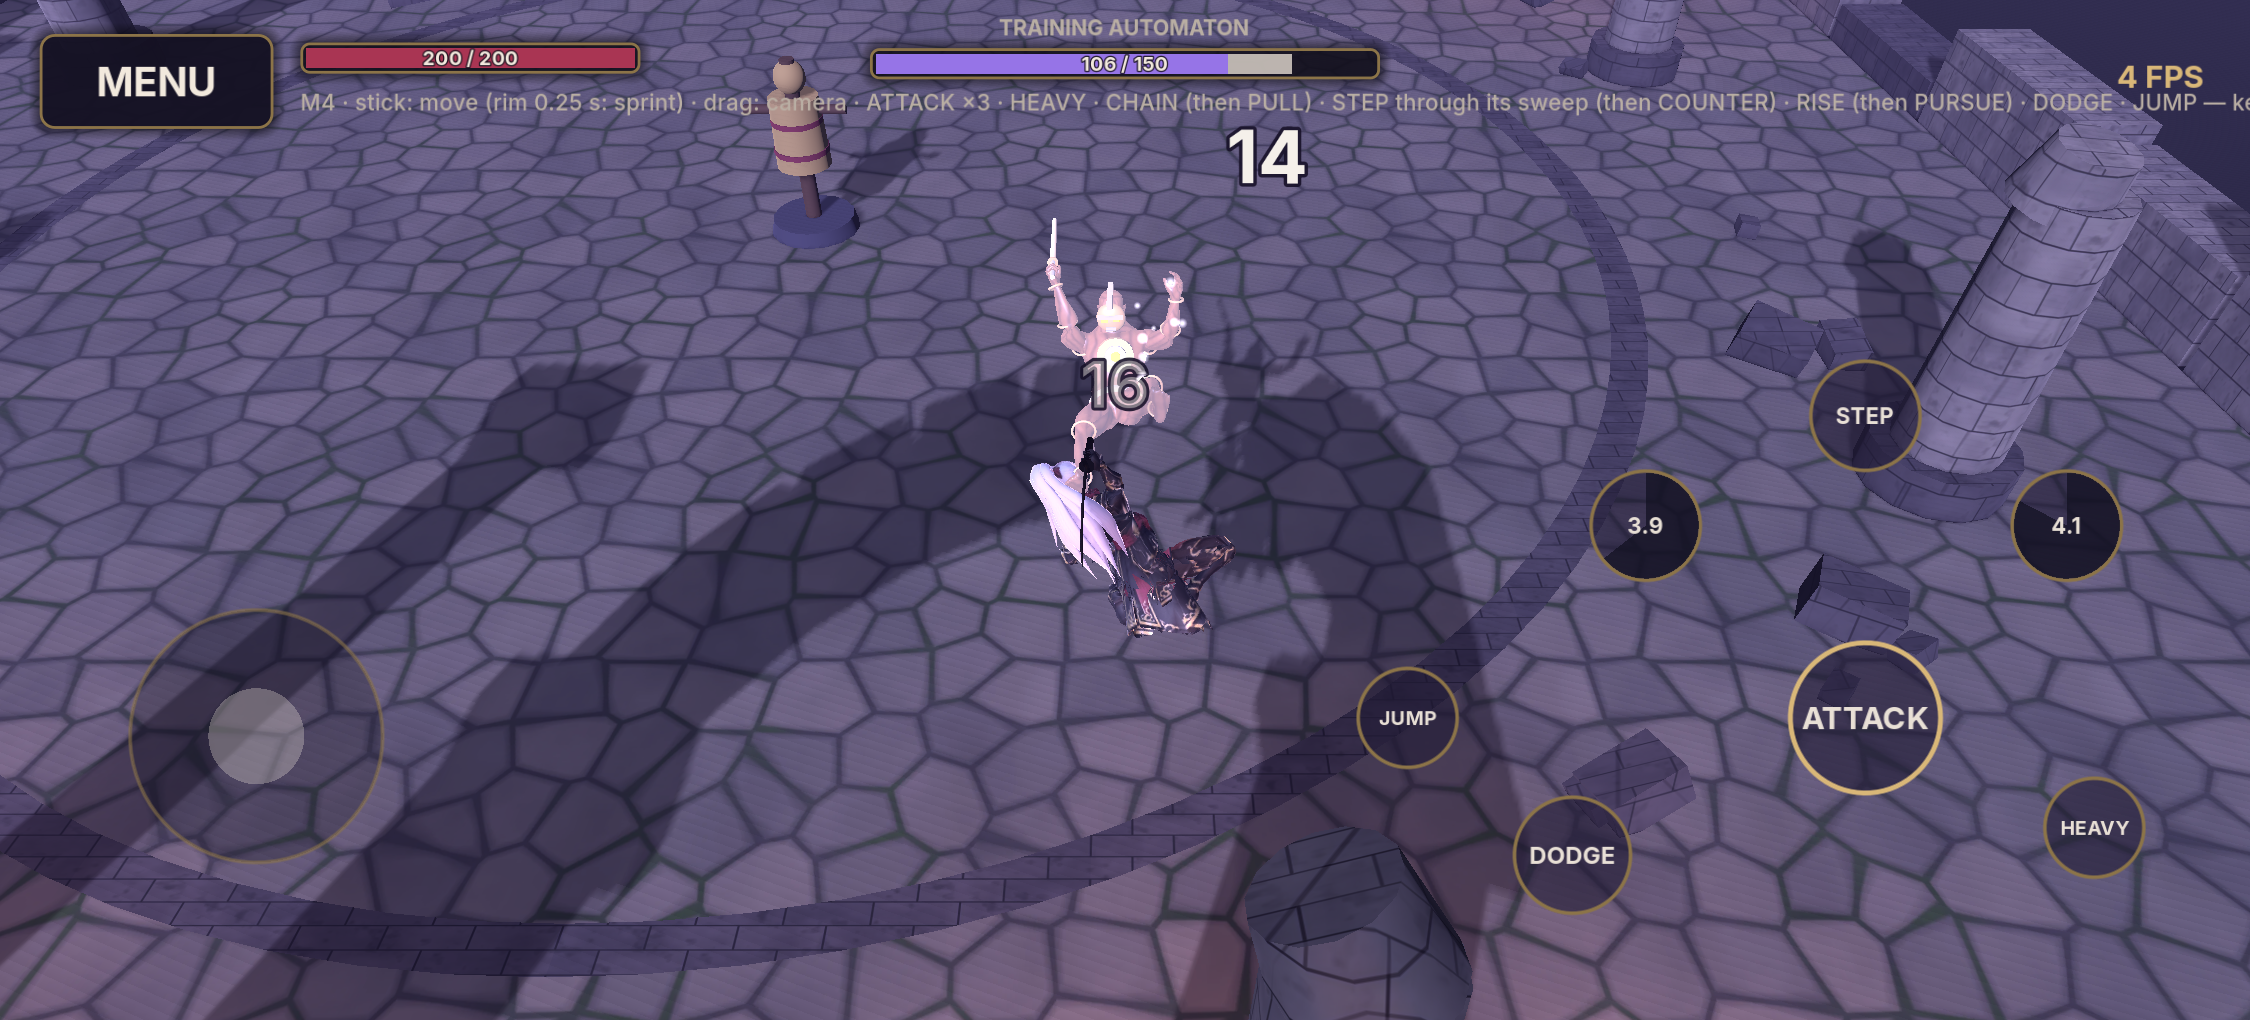 TRAINING AUTOMATON
MENU
200 / 200
106 / 150
4 FPS
M4 · stick: move (rim 0.25 s: sprint) · drag: camera · ATTACK ×3 · HEAVY · CHAIN (then PULL) · STEP through its sweep (then COUNTER) · RISE (then PURSUE) · DODGE · JUMP — ke
14
16
STEP
3.9
4.1
JUMP
ATTACK
HEAVY
DODGE